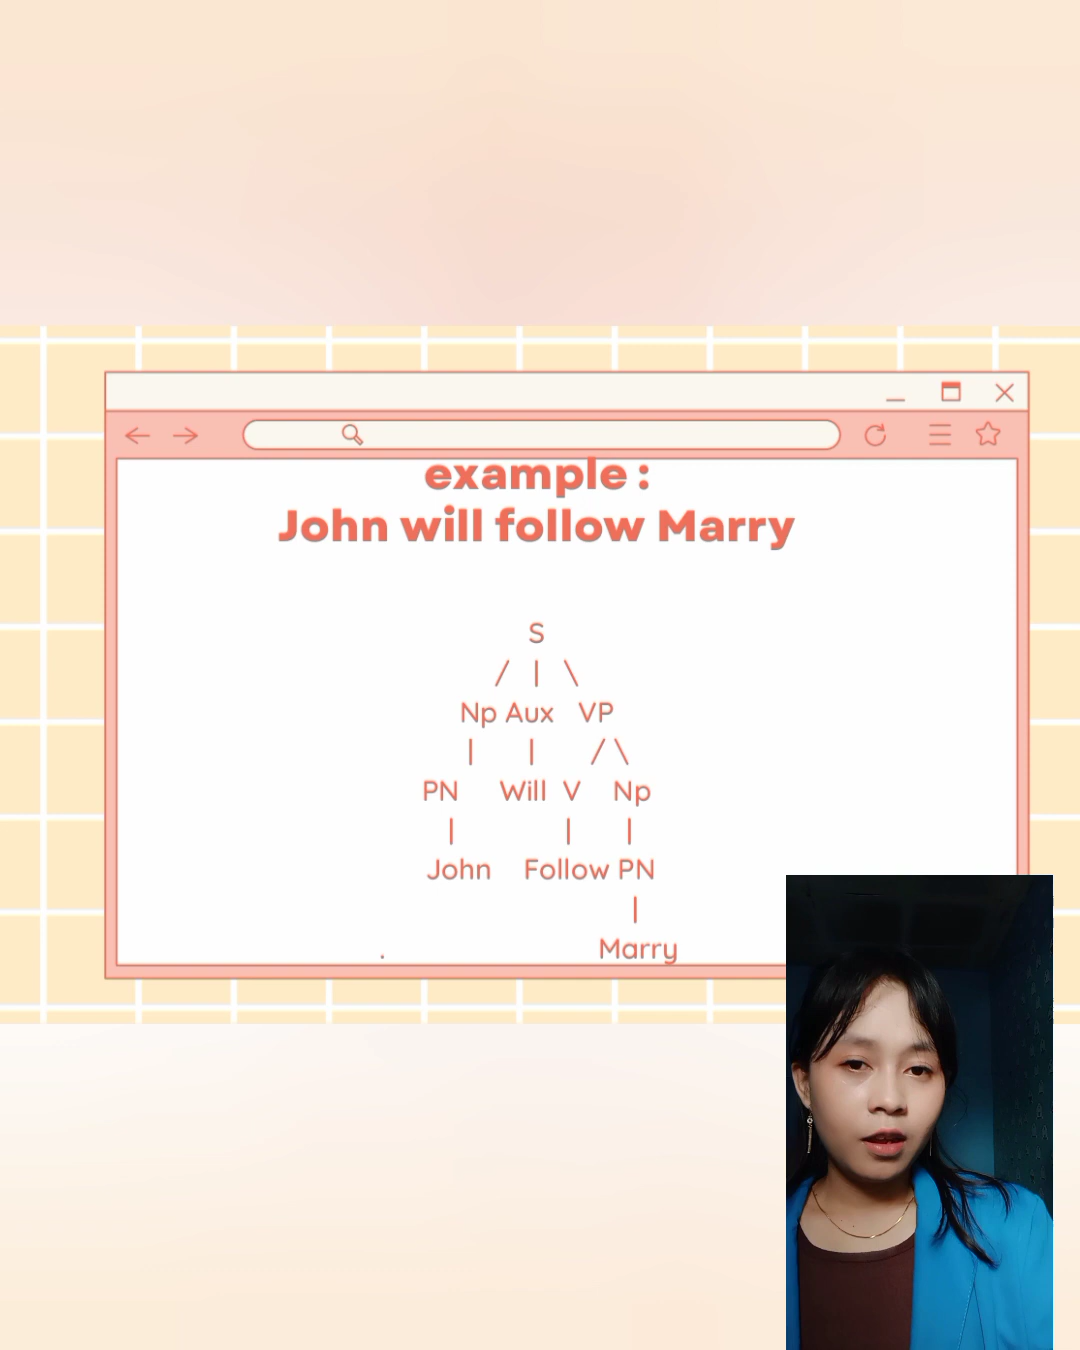 example :
John will follow Marry
S
/ | \
Np Aux VP
| | / \
PN Will V Np
| | |
John Follow PN
|
. Marry